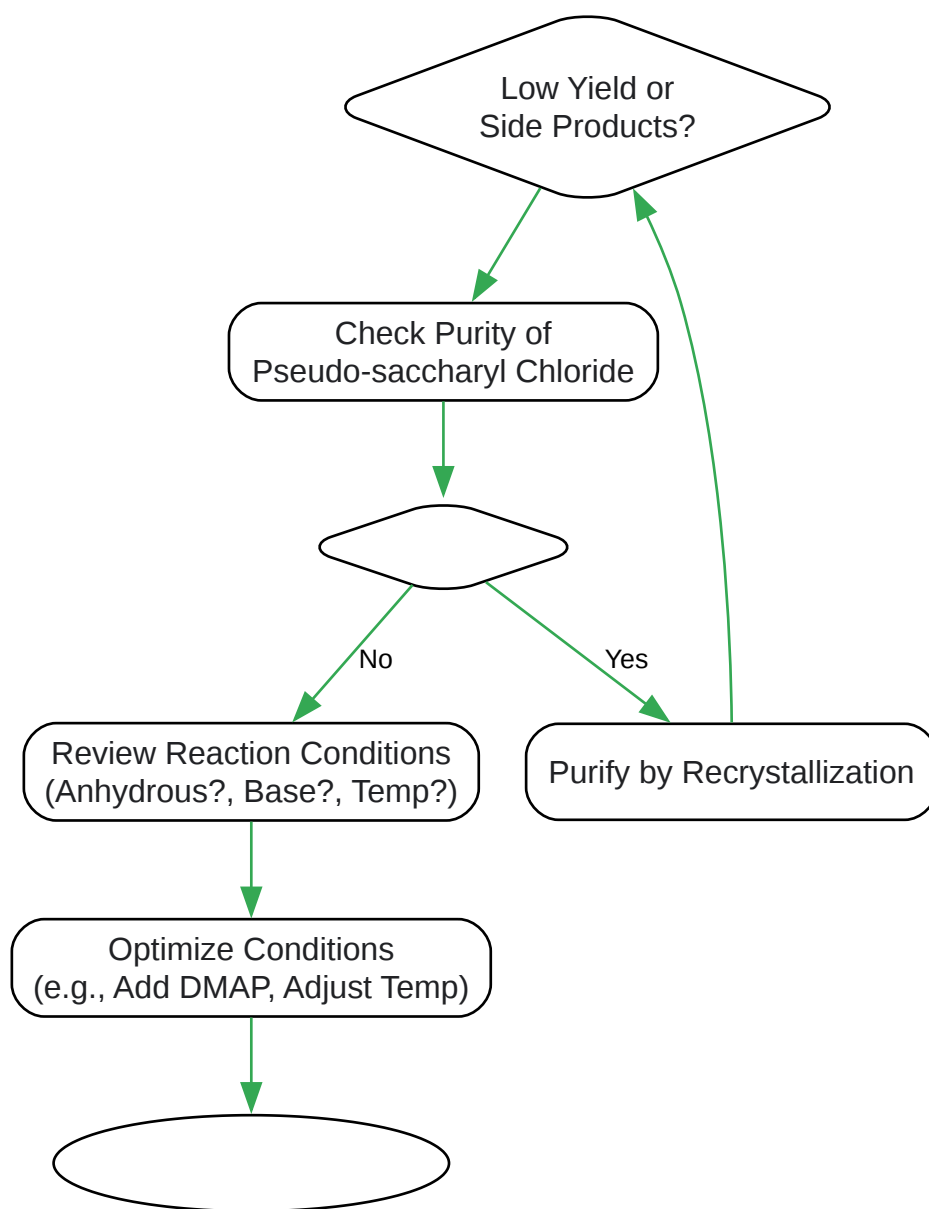 Low Yield or
Side Products?
Check Purity of
Pseudo-saccharyl Chloride
No
Yes
Review Reaction Conditions
(Anhydrous?, Base?, Temp?)
Purify by Recrystallization
Optimize Conditions
(e.g., Add DMAP, Adjust Temp)